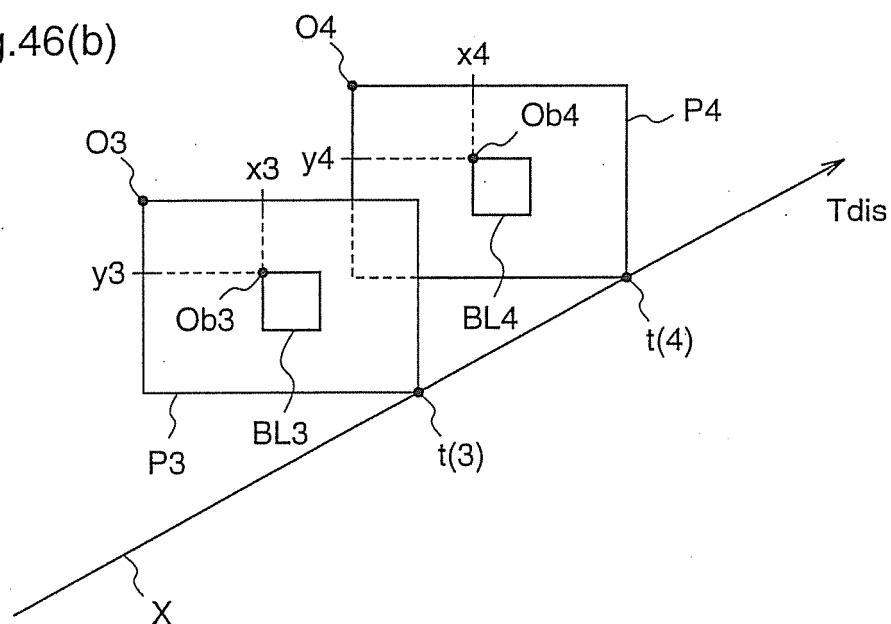 g.46(b)
O4
x4
Ob4
P4
O3
x3
y4
Tdis
y3
Ob3
BL4
t(4)
BL3
t(3)
P3
X